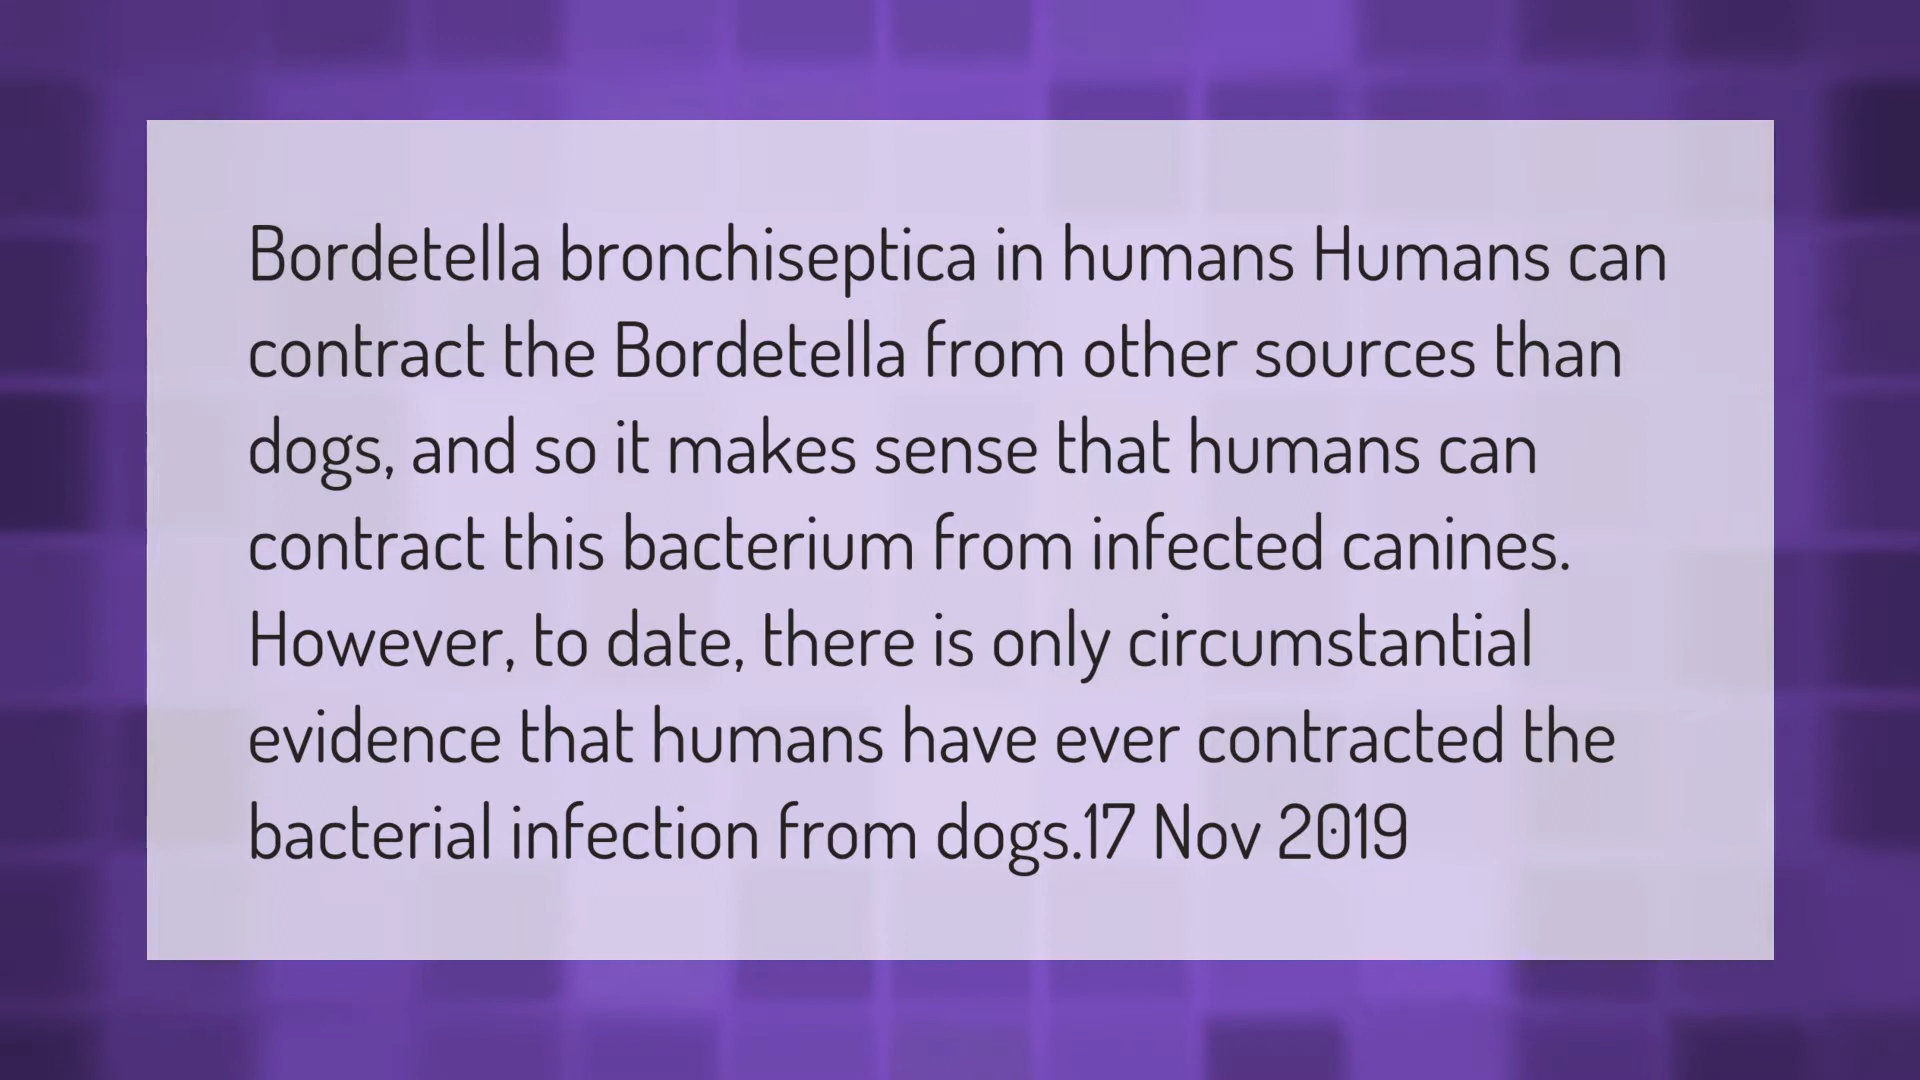 Bordetella bronchiseptica in humans Humans can
contract the Bordetella from other sources than
dogs, and so it makes sense that humans can
contract this bacterium from infected canines.
However, to date, there is only circumstantial
evidence that humans have ever contracted the
bacterial infection from dogs.17 Nov 2019